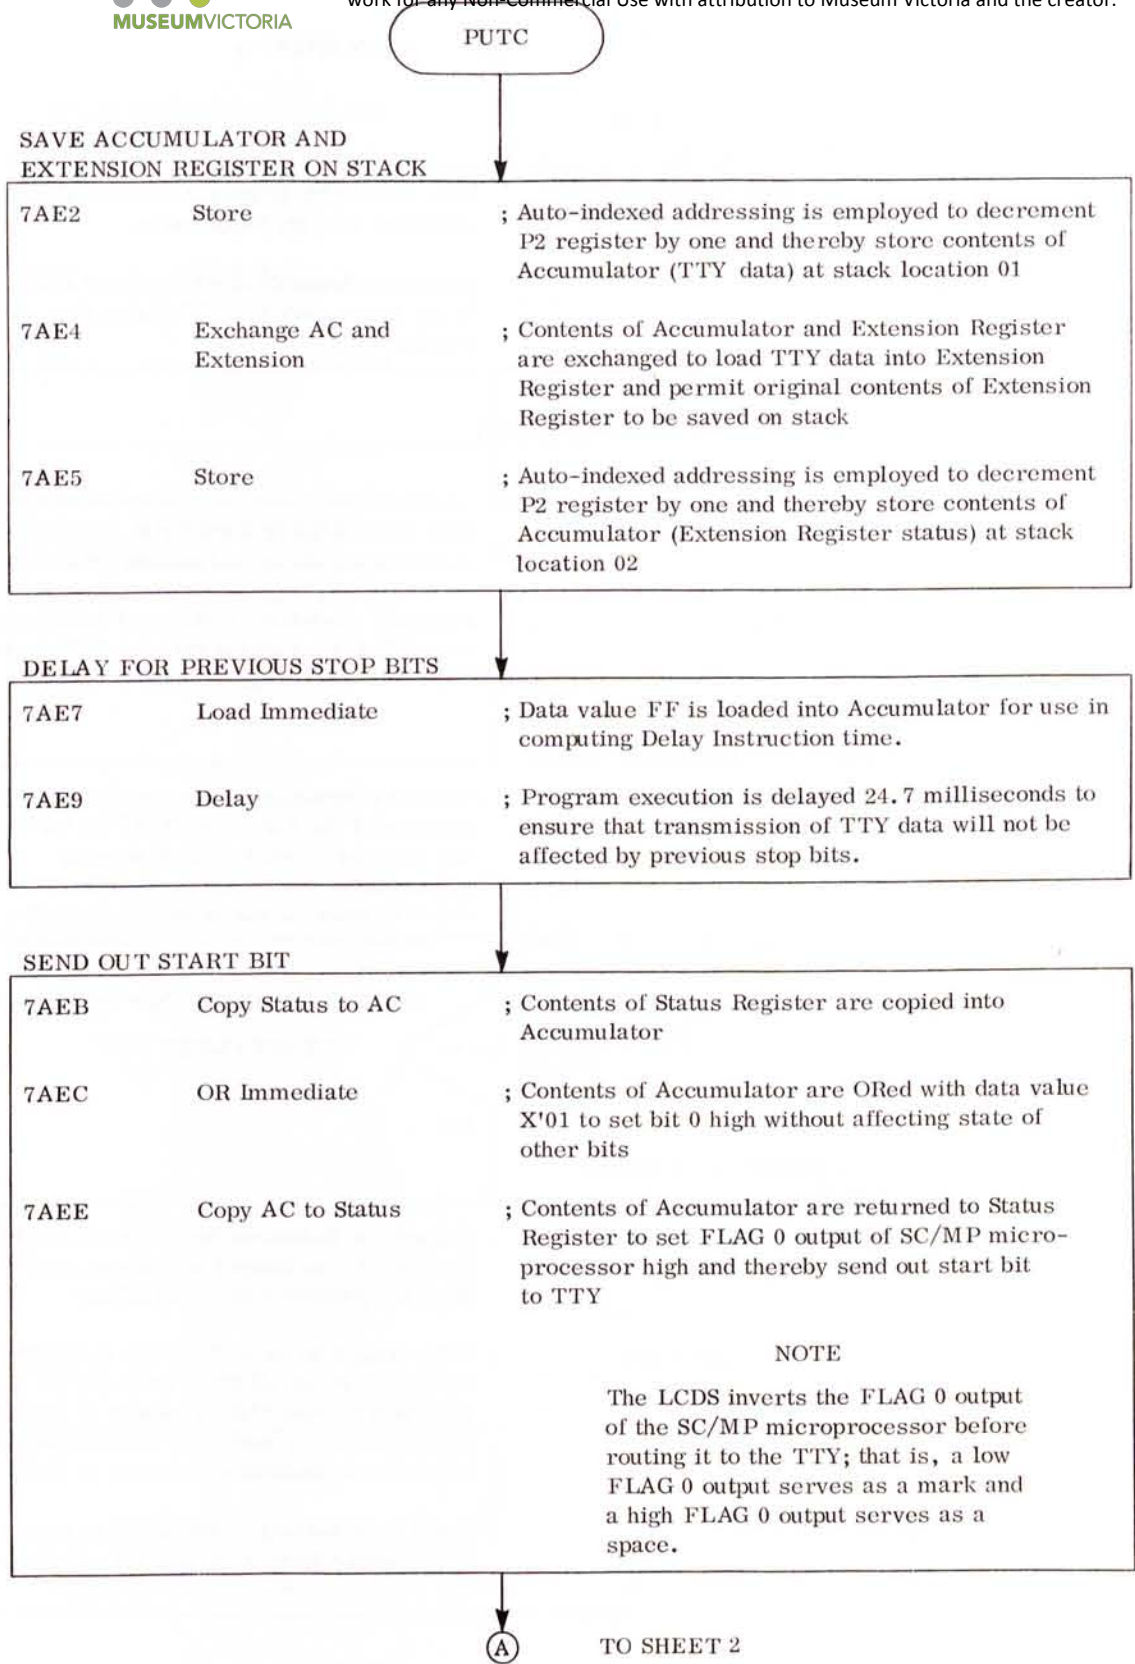 work for any Non-Commercial Use with attribution to Museum Victoria and the creator.
MUSEUMVICTORIA
PUTC
SAVE ACCUMULATOR AND
EXTENSION REGISTER ON STACK
7AE2 Store ; Auto-indexed addressing is employed to decrement
P2 register by one and thereby store contents of
Accumulator (TTY data) at stack location 01
7AE4 Exchange AC and ; Contents of Accumulator and Extension Register
Extension are exchanged to load TTY data into Extension
Register and permit original contents of Extension
Register to be saved on stack
7AE5 Store ; Auto-indexed addressing is employed to decrement
P2 register by one and thereby store contents of
Accumulator (Extension Register status) at stack
location 02
DELAY FOR PREVIOUS STOP BITS
7AE7 Load Immediate ; Data value FF is loaded into Accumulator for use in
computing Delay Instruction time.
7AE9 Delay ; Program execution is delayed 24.7 milliseconds to
ensure that transmission of TTY data will not be
affected by previous stop bits.
SEND OUT START BIT
7AEB Copy Status to AC ; Contents of Status Register are copied into
Accumulator
7AEC OR Immediate ; Contents of Accumulator are ORed with data value
X'01 to set bit 0 high without affecting state of
other bits
7AEE Copy AC to Status ; Contents of Accumulator are returned to Status
Register to set FLAG 0 output of SC/MP micro-
processor high and thereby send out start bit
to TTY
NOTE
The LCDS inverts the FLAG 0 output
of the SC/MP microprocessor before
routing it to the TTY; that is, a low
FLAG 0 output serves as a mark and
a high FLAG 0 output serves as a
space.
A TO SHEET 2